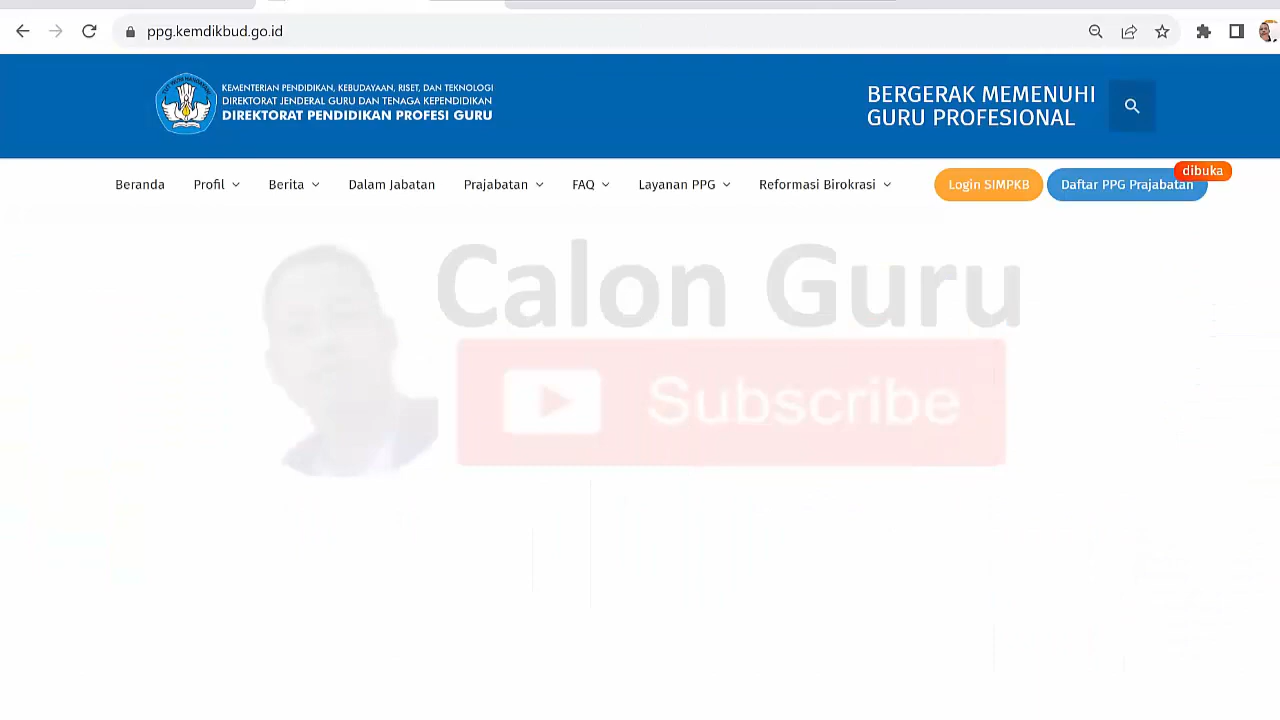 ppg.kemdikbud.go.id
KEMENTERIAN PENDIDIKAN, KEBUDAYAAN, RISET, DAN TEKNOLOGI
DIREKTORAT JENDERAL GURU DAN TENAGA KEPENDIDIKAN
DIREKTORAT PENDIDIKAN PROFESI GURU
BERGERAK MEMENUHI
GURU PROFESIONAL
dibuka
Beranda Profil Berita Dalam Jabatan Prajabatan FAQ Layanan PPG Reformasi Birokrasi Login SIMPKB Daftar PPG Prajabatan
Calon Guru
Subscribe